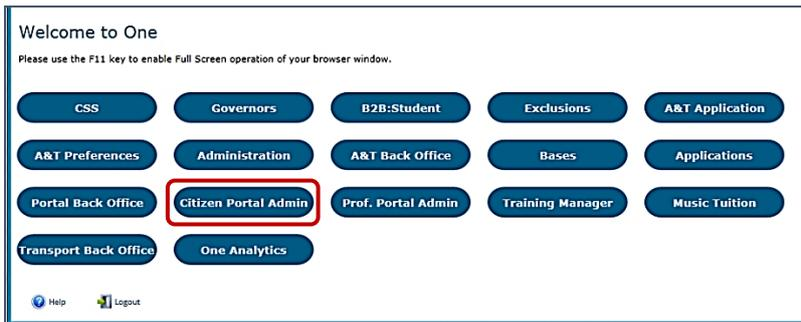 Welcome to One
Please use the F11 key to enable Full Screen operation of your browser window.
CSS Governors B2B:Student Exclusions A&T Application
A&T Preferences Administration A&T Back Office Bases Applications
Portal Back Office Citizen Portal Admin Prof. Portal Admin Training Manager Music Tuition
Transport Back Office One Analytics
Help Logout